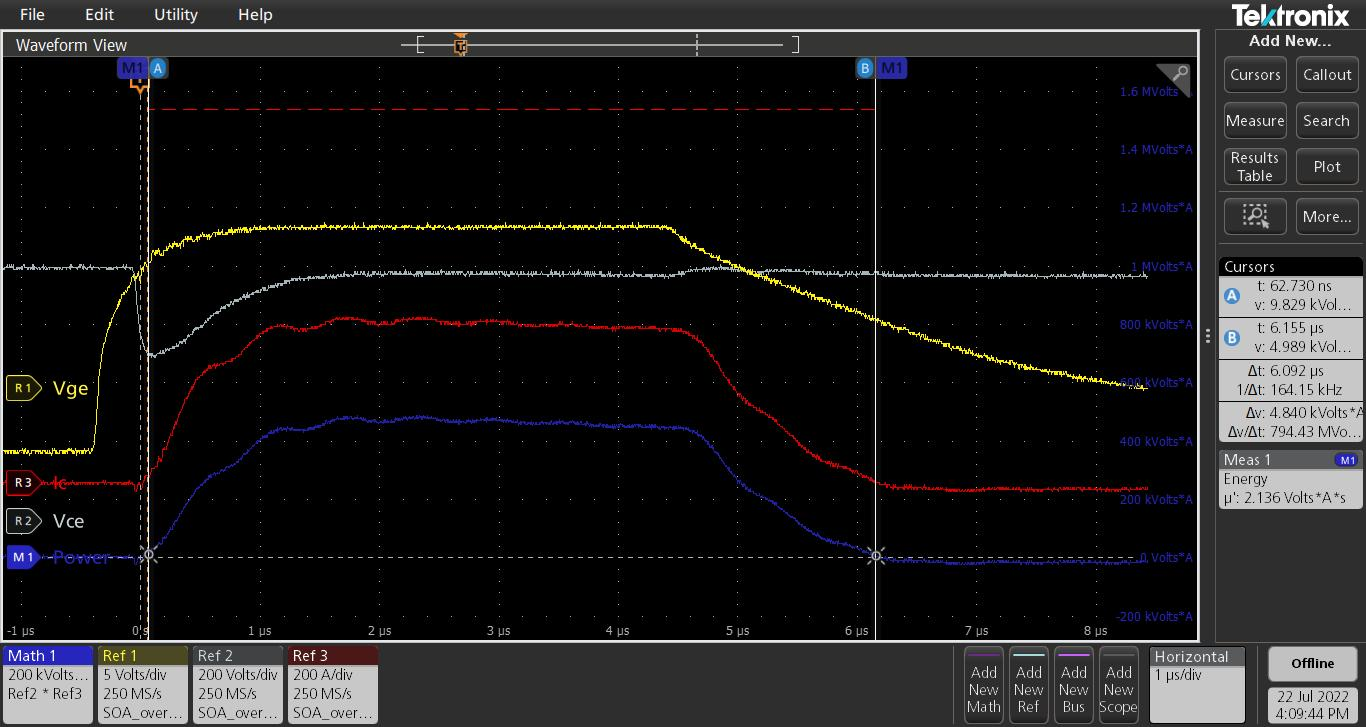 File Edit Utility Help
Tektronix
Waveform View
Add New...
T
M1 A
B M1
Cursors Callout
1.6 MVolts*A
Measure Search
1.4 MVolts*A
Results Table
Plot
1.2 MVolts*A
More...
1 MVolts*A
Cursors
A
t: 62.730 ns
v: 9.829 kVol...
800 kVolts*A
B
t: 6.155 µs
v: 4.989 kVol...
Δt: 6.092 µs
1/Δt: 164.15 kHz
R1 Vge
600 kVolts*A
Δv: 4.840 kVolts*A
Δv/Δt: 794.43 MVo...
400 kVolts*A
Meas 1 M1
Energy
µ': 2.136 Volts*A*s
R3 Ic
200 kVolts*A
R2 Vce
M1 Power
0 Volts*A
-200 kVolts*A
-1 µs 0 s 1 µs 2 µs 3 µs 4 µs 5 µs 6 µs 7 µs 8 µs
Math 1
200 kVolts...
Ref2 * Ref3
Ref 1
5 Volts/div
250 MS/s
SOA_over...
Ref 2
200 Volts/div
250 MS/s
SOA_over...
Ref 3
200 A/div
250 MS/s
SOA_over...
Add
New
Math
Add
New
Ref
Add
New
Bus
Add
New
Scope
Horizontal
1 µs/div
Offline
22 Jul 2022
4:09:44 PM